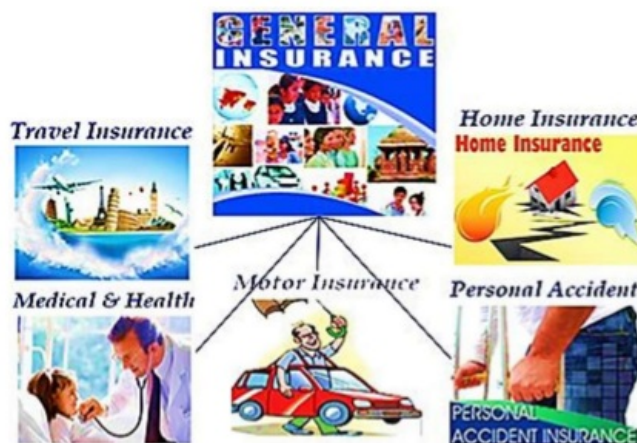 GENERAL
INSURANCE
Travel Insurance
Home Insurance
Home Insurance
Medical & Health
Motor Insurance
Personal Accident
PERSONAL
ACCIDENT INSURANCE